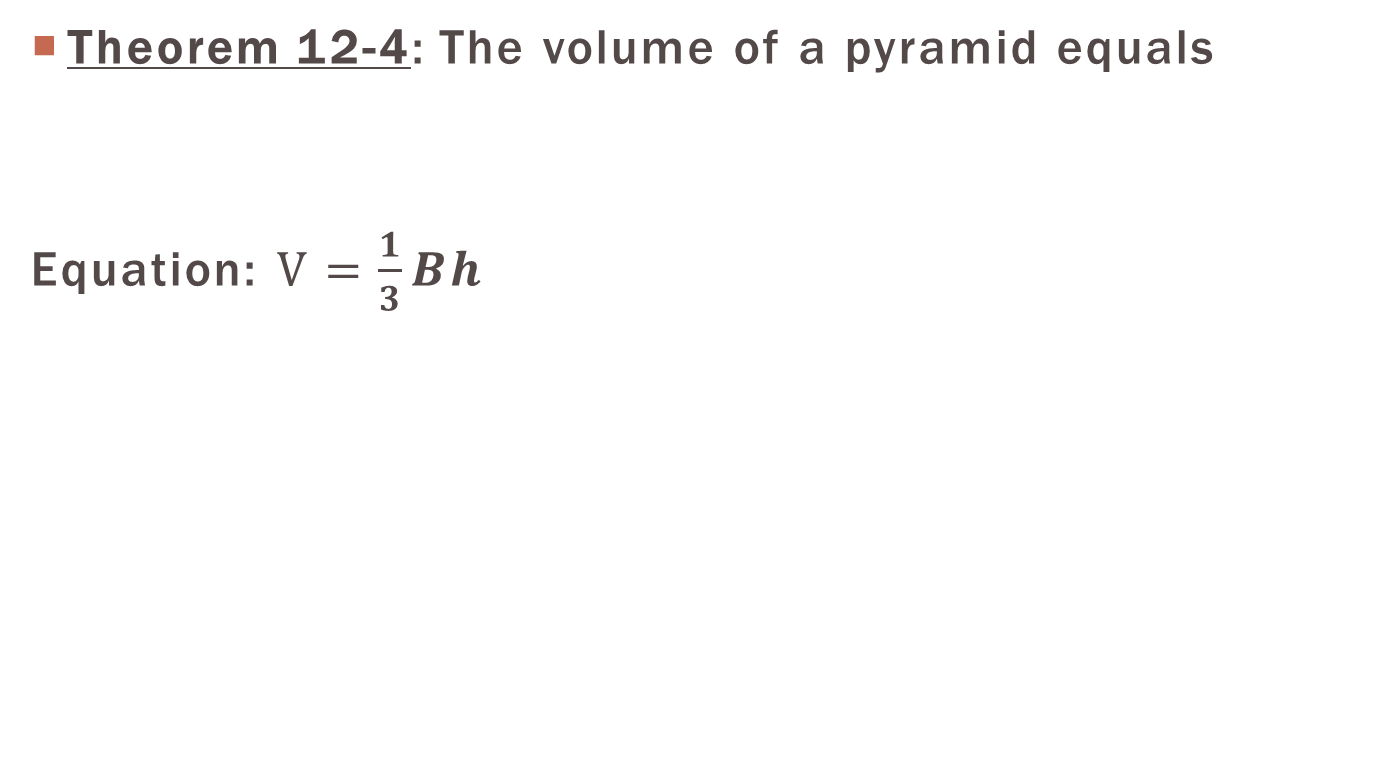 Theorem 12-4: The volume of a pyramid equals
Equation: V = 1/3 Bh